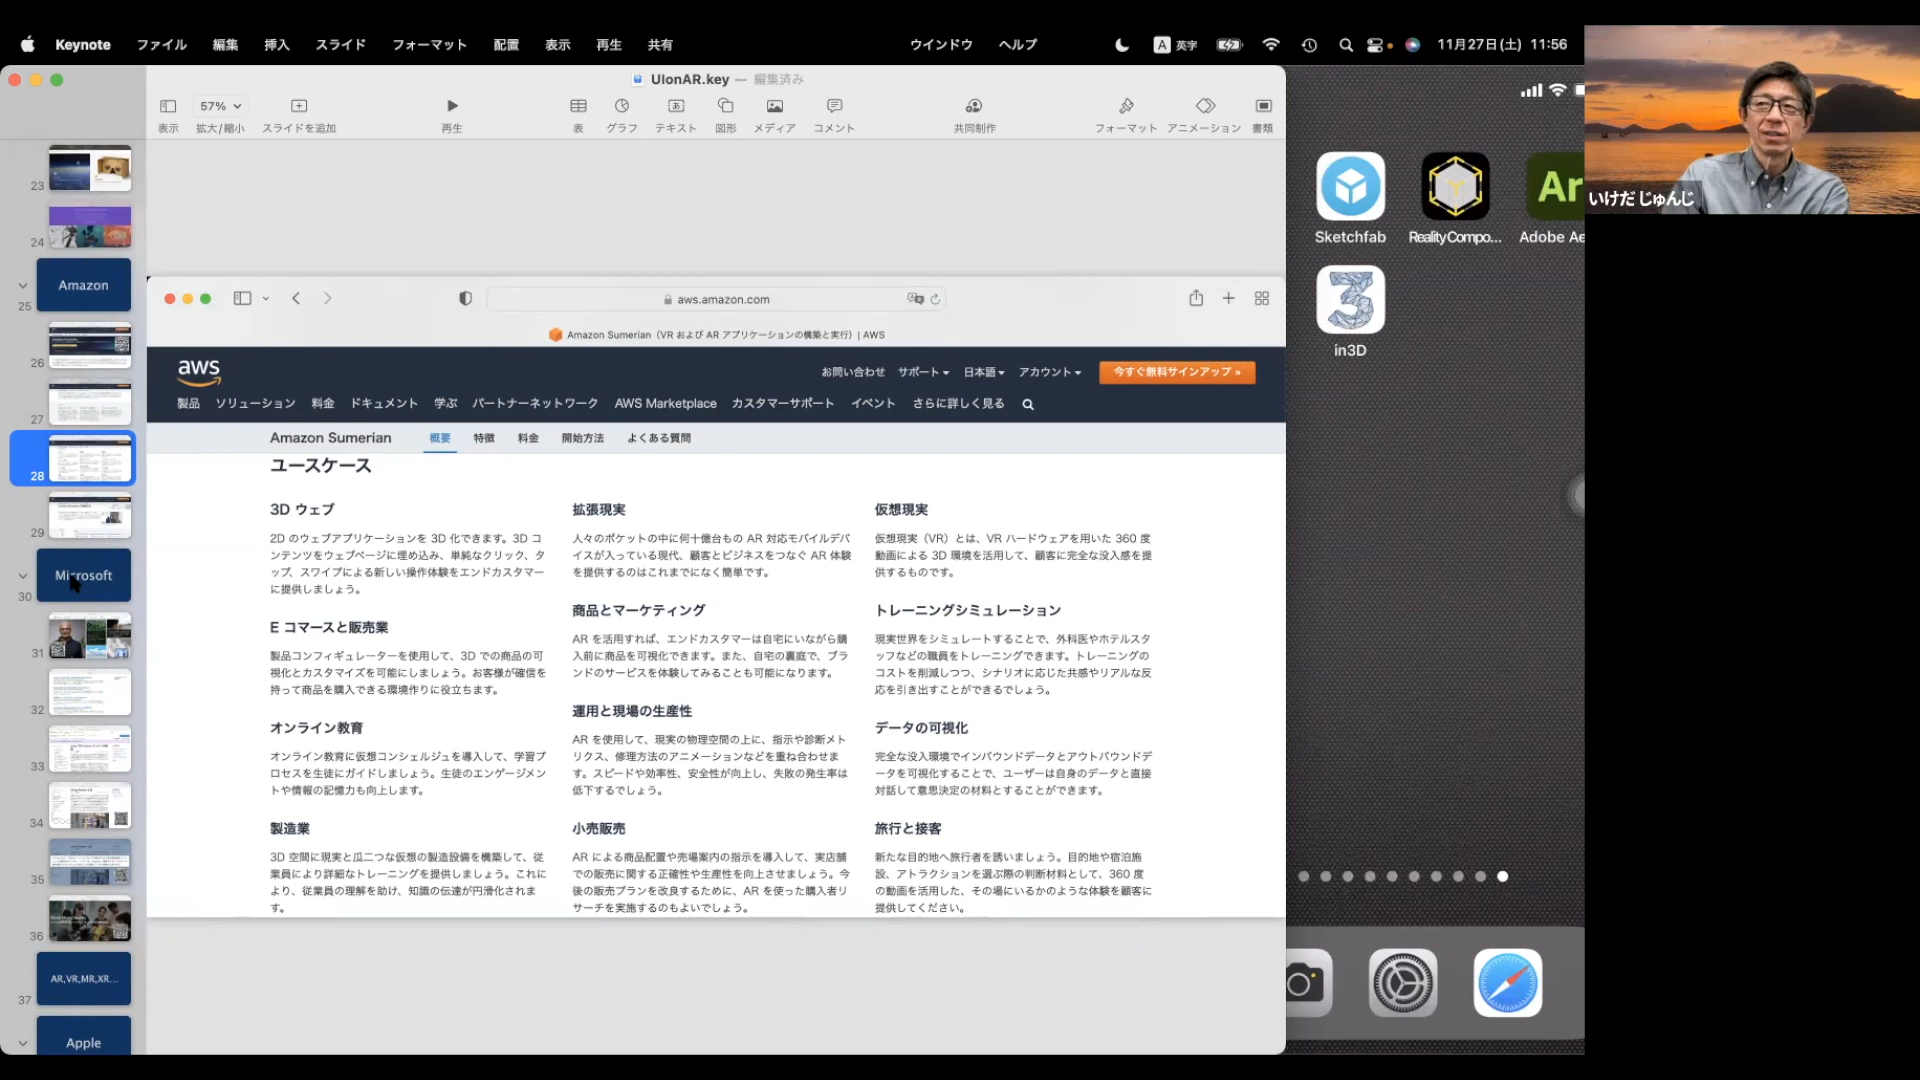 Keynote ファイル 編集 挿入 スライド フォーマット 配置 表示 再生 共有 ウインドウ ヘルプ A 英字 11月27日(土) 11:56
UIonAR.key — 編集済み
57%
表示 拡大/縮小 スライドを追加 再生 表 グラフ テキスト 図形 メディア コメント 共同制作 フォーマット アニメーション 書類
23
24
Amazon
25
26
27
28
29
Microsoft
30
31
32
33
34
35
36
AR,VR,MR,XR...
37
Apple
aws.amazon.com
Amazon Sumerian（VR および AR アプリケーションの構築と実行）| AWS
aws
お問い合わせ サポート 日本語 アカウント 今すぐ無料サインアップ »
製品 ソリューション 料金 ドキュメント 学ぶ パートナーネットワーク AWS Marketplace カスタマーサポート イベント さらに詳しく見る
Amazon Sumerian 概要 特徴 料金 開始方法 よくある質問
ユースケース
3D ウェブ
2D のウェブアプリケーションを 3D 化できます。3D コ
ンテンツをウェブページに埋め込み、単純なクリック、タ
ップ、スワイプによる新しい操作体験をエンドカスタマー
に提供しましょう。
E コマースと販売業
製品コンフィギュレーターを使用して、3D での商品の可
視化とカスタマイズを可能にしましょう。お客様が確信を
持って商品を購入できる環境作りに役立ちます。
オンライン教育
オンライン教育に仮想コンシェルジュを導入して、学習プ
ロセスを生徒にガイドしましょう。生徒のエンゲージメン
トや情報の記憶力も向上します。
製造業
3D 空間に現実と瓜二つな仮想の製造設備を構築して、従
業員により詳細なトレーニングを提供しましょう。これに
より、従業員の理解を助け、知識の伝達が円滑化されま
す。
拡張現実
人々のポケットの中に何十億台もの AR 対応モバイルデバ
イスが入っている現代、顧客とビジネスをつなぐ AR 体験
を提供するのはこれまでになく簡単です。
商品とマーケティング
AR を活用すれば、エンドカスタマーは自宅にいながら購
入前に商品を可視化できます。また、自宅の裏庭で、ブラ
ンドのサービスを体験してみることも可能になります。
運用と現場の生産性
AR を使用して、現実の物理空間の上に、指示や診断メト
リクス、修理方法のアニメーションなどを重ね合わせま
す。スピードや効率性、安全性が向上し、失敗の発生率は
低下するでしょう。
小売販売
AR による商品配置や売場案内の指示を導入して、実店舗
での販売に関する正確性や生産性を向上させましょう。今
後の販売プランを改良するために、AR を使った購入者リ
サーチを実施するのもよいでしょう。
仮想現実
仮想現実（VR）とは、VR ハードウェアを用いた 360 度
動画による 3D 環境を活用して、顧客に完全な没入感を提
供するものです。
トレーニングシミュレーション
現実世界をシミュレートすることで、外科医やホテルスタ
ッフなどの職員をトレーニングできます。トレーニングの
コストを削減しつつ、シナリオに応じた共感やリアルな反
応を引き出すことができるでしょう。
データの可視化
完全な没入環境でインバウンドデータとアウトバウンドデ
ータを可視化することで、ユーザーは自身のデータと直接
対話して意思決定の材料とすることができます。
旅行と接客
新たな目的地へ旅行者を誘いましょう。目的地や宿泊施
設、アトラクションを選ぶ際の判断材料として、360 度
の動画を活用した、その場にいるかのような体験を顧客に
提供してください。
Ar
Sketchfab RealityCompo... Adobe Ae
in3D
いけだ じゅんじ